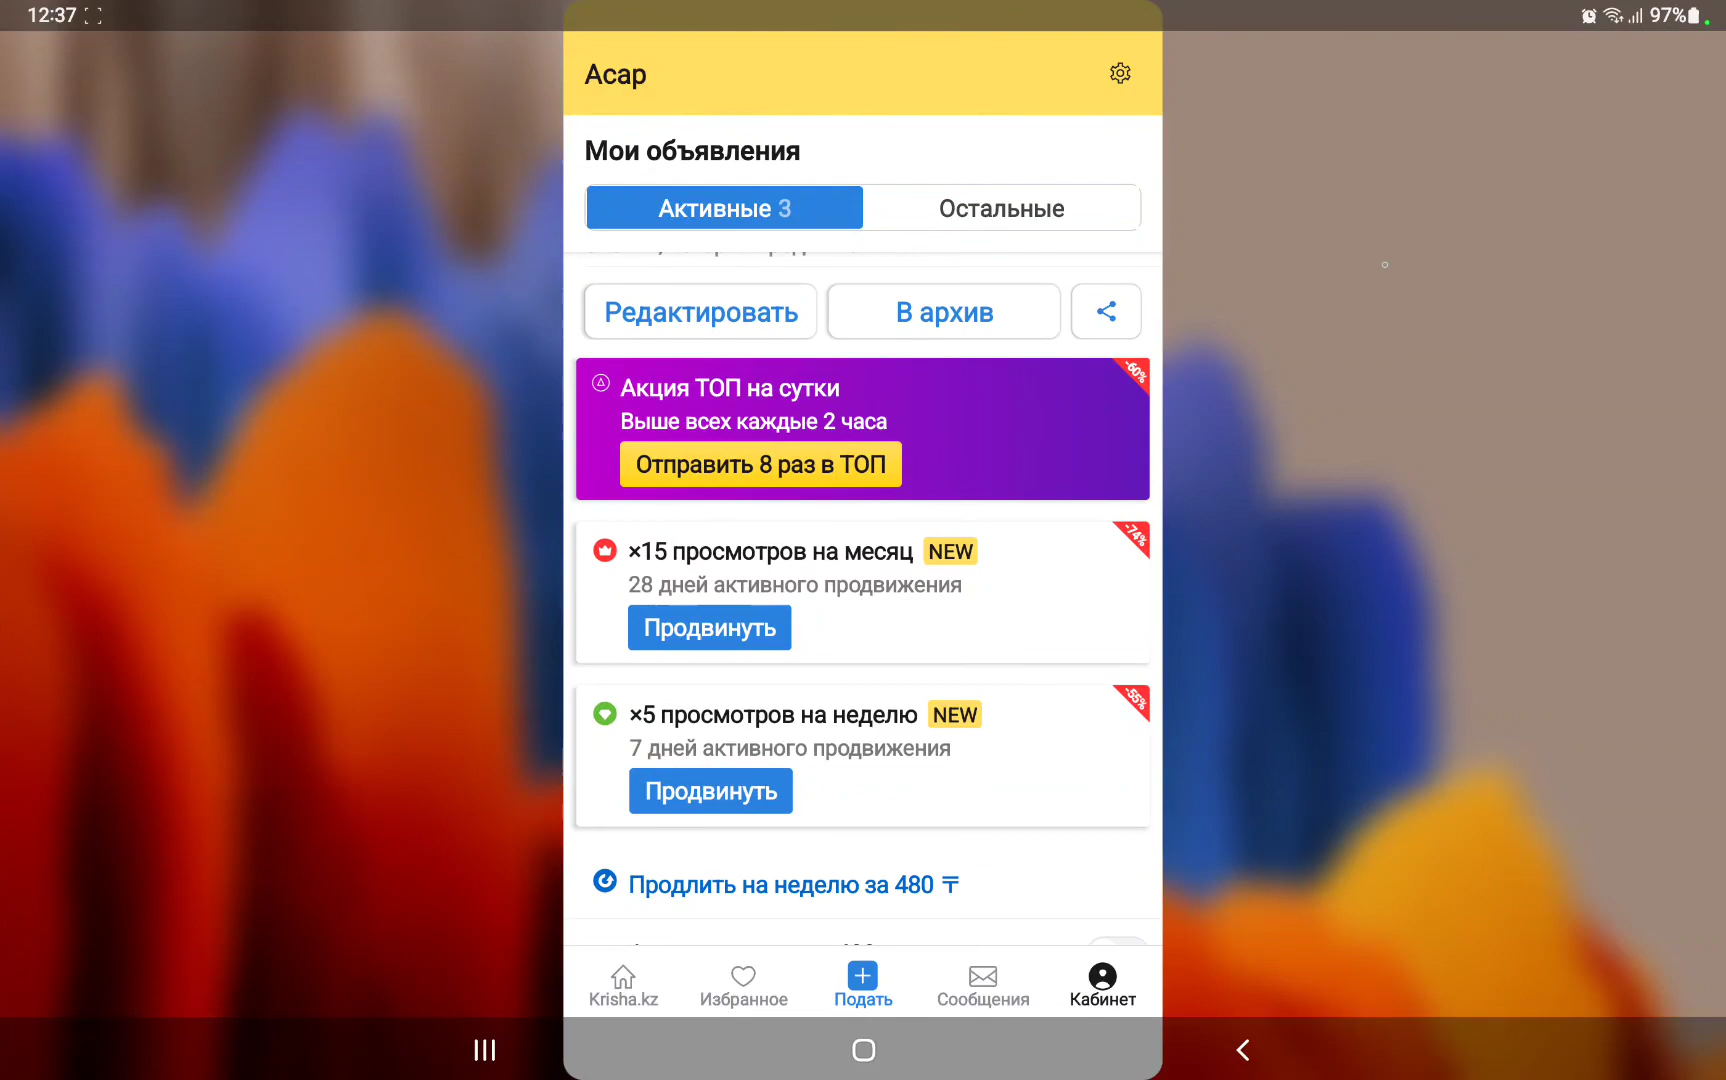 12:37
97%
Асар
Мои объявления
Активные 3
Остальные
Редактировать
В архив
-60%
Акция ТОП на сутки
Выше всех каждые 2 часа
Отправить 8 раз в ТОП
-74%
×15 просмотров на месяц NEW
28 дней активного продвижения
Продвинуть
-55%
×5 просмотров на неделю NEW
7 дней активного продвижения
Продвинуть
Продлить на неделю за 480 ₸
Krisha.kz
Избранное
Подать
Сообщения
Кабинет